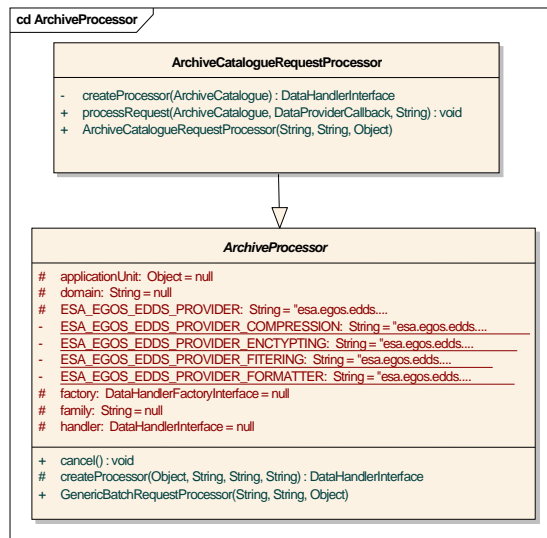 cd ArchiveProcessor
ArchiveCatalogueRequestProcessor
- createProcessor(ArchiveCatalogue) : DataHandlerInterface
+ processRequest(ArchiveCatalogue, DataProviderCallback, String) : void
+ ArchiveCatalogueRequestProcessor(String, String, Object)
ArchiveProcessor
# applicationUnit: Object = null
# domain: String = null
# ESA_EGOS_EDDS_PROVIDER: String = "esa.egos.edds....
- ESA_EGOS_EDDS_PROVIDER_COMPRESSION: String = "esa.egos.edds....
- ESA_EGOS_EDDS_PROVIDER_ENCTYPTING: String = "esa.egos.edds....
- ESA_EGOS_EDDS_PROVIDER_FITERING: String = "esa.egos.edds....
- ESA_EGOS_EDDS_PROVIDER_FORMATTER: String = "esa.egos.edds....
# factory: DataHandlerFactoryInterface = null
# family: String = null
# handler: DataHandlerInterface = null
+ cancel() : void
# createProcessor(Object, String, String, String) : DataHandlerInterface
+ GenericBatchRequestProcessor(String, String, Object)